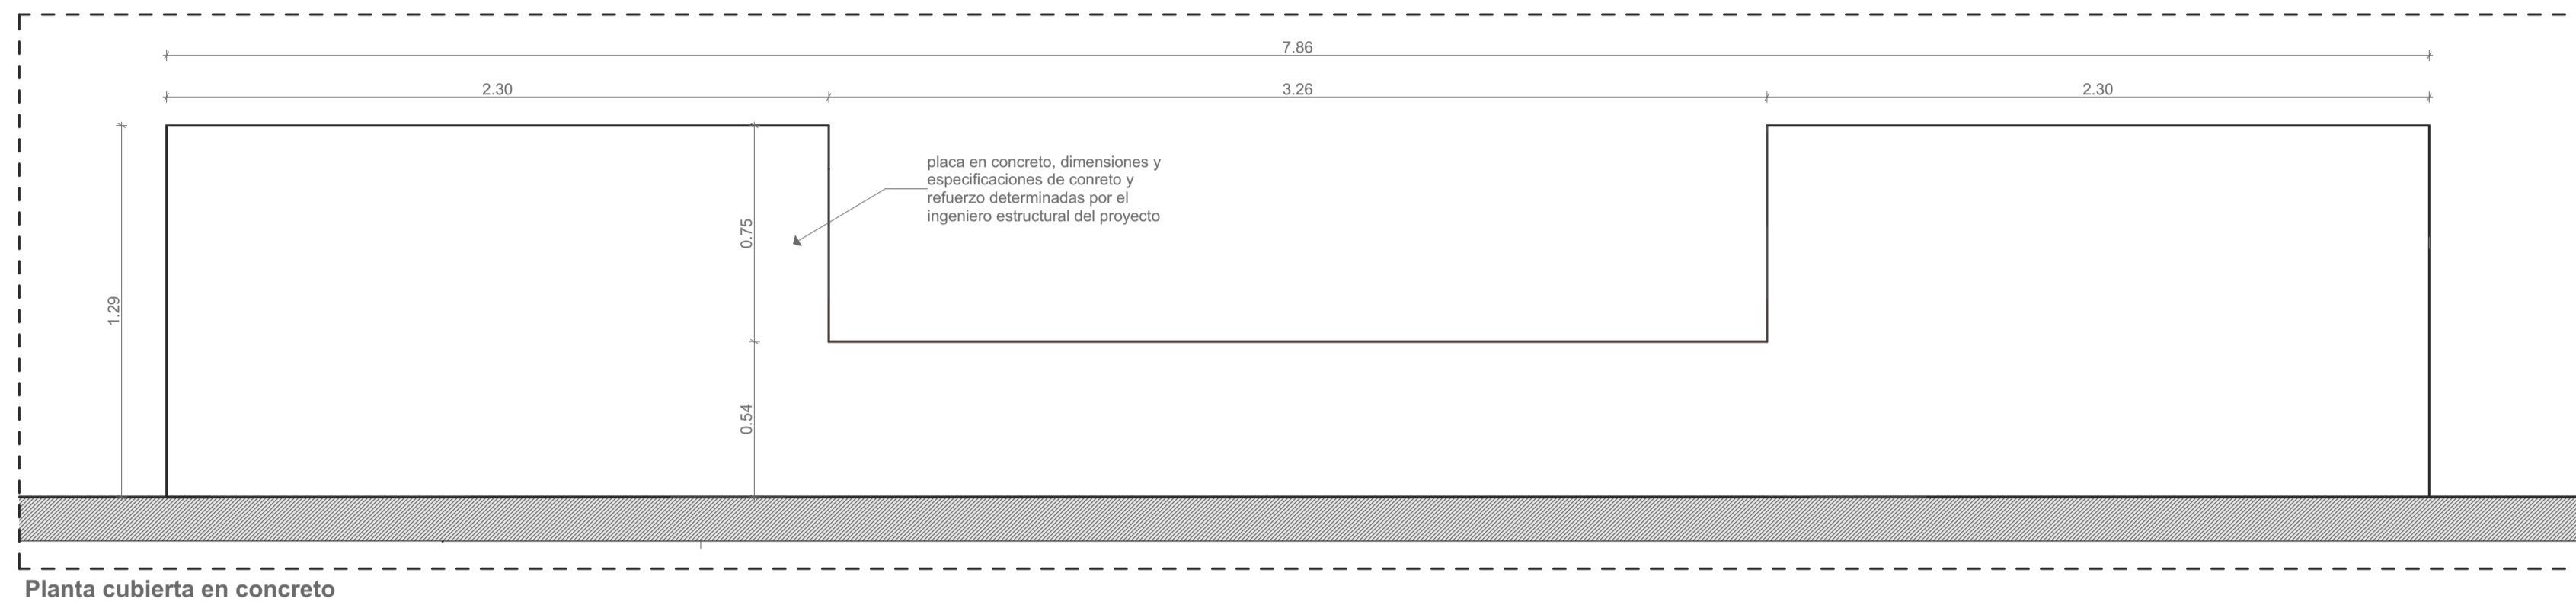 7.86
2.30
3.26
2.30
placa en concreto, dimensiones y
especificaciones de conreto y
refuerzo determinadas por el
ingeniero estructural del proyecto
0.75
1.29
0.54
Planta cubierta en concreto